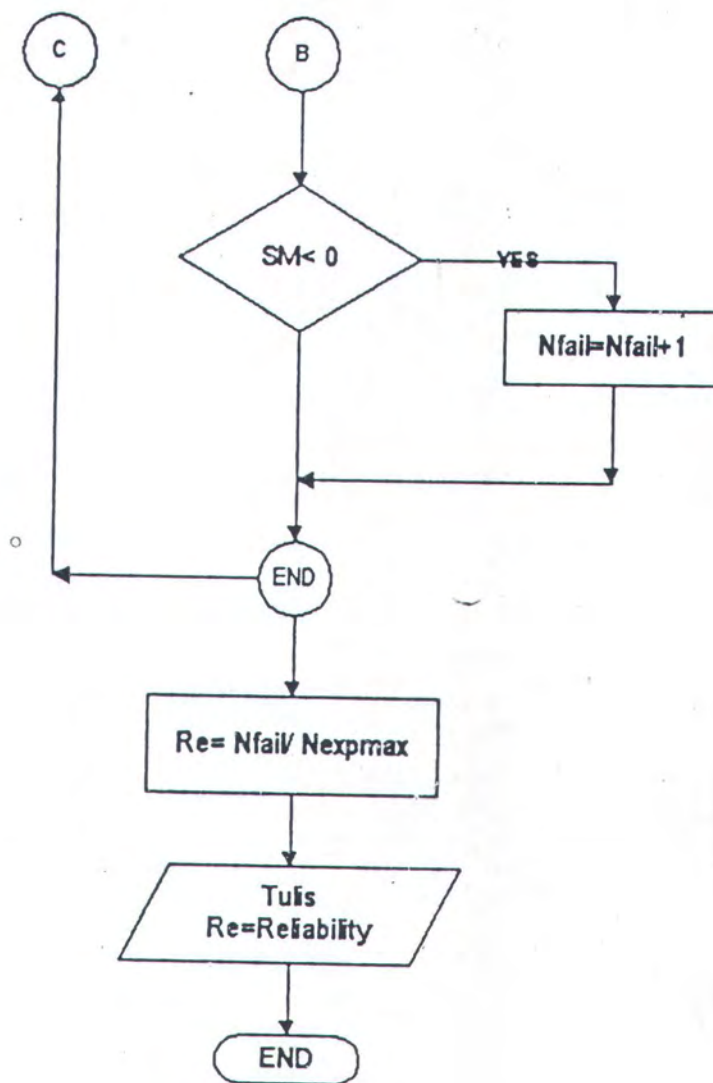 C
B
SM< 0
YES
Nfail=Nfail+1
END
Re= Nfail/ Nexpmax
Tulis
Re=Reliability
END